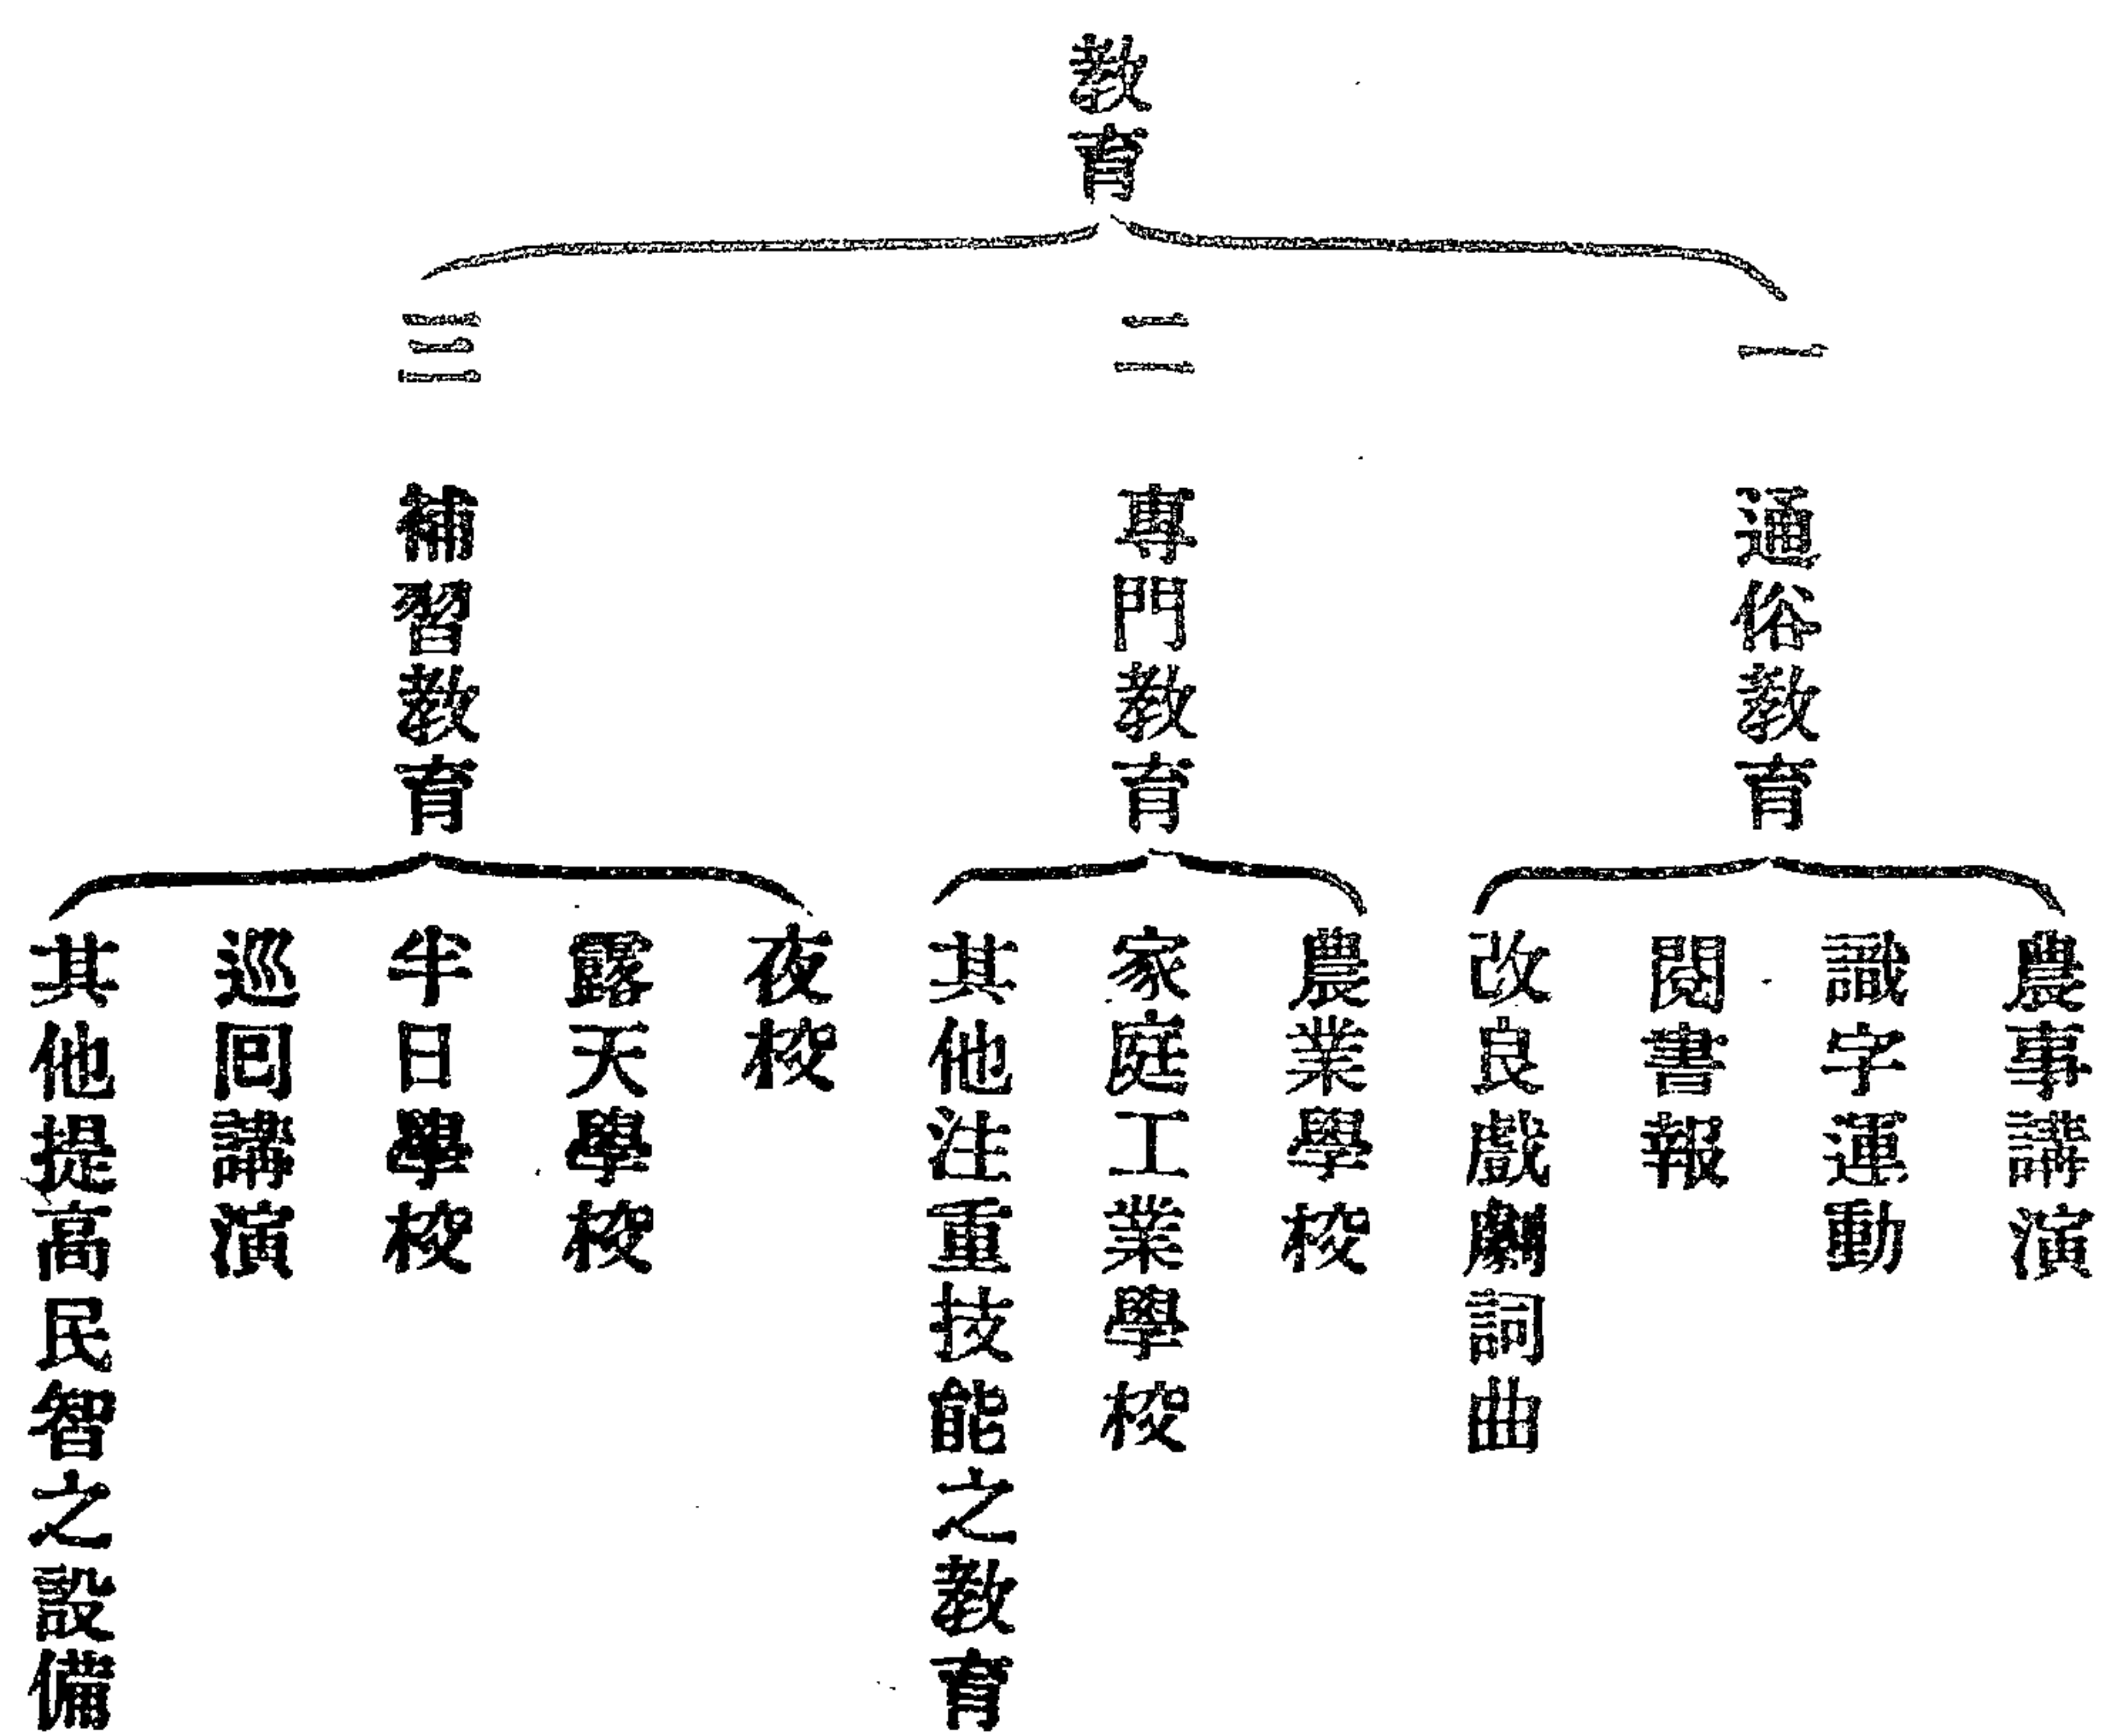 教育
一 通俗教育
農事講演
識字運動
閱書報
改良戲劇詞曲
二 專門教育
農業學校
家庭工業學校
其他注重技能之教育
三 補習教育
夜校
露天學校
半日學校
巡回講演
其他提高民智之設備